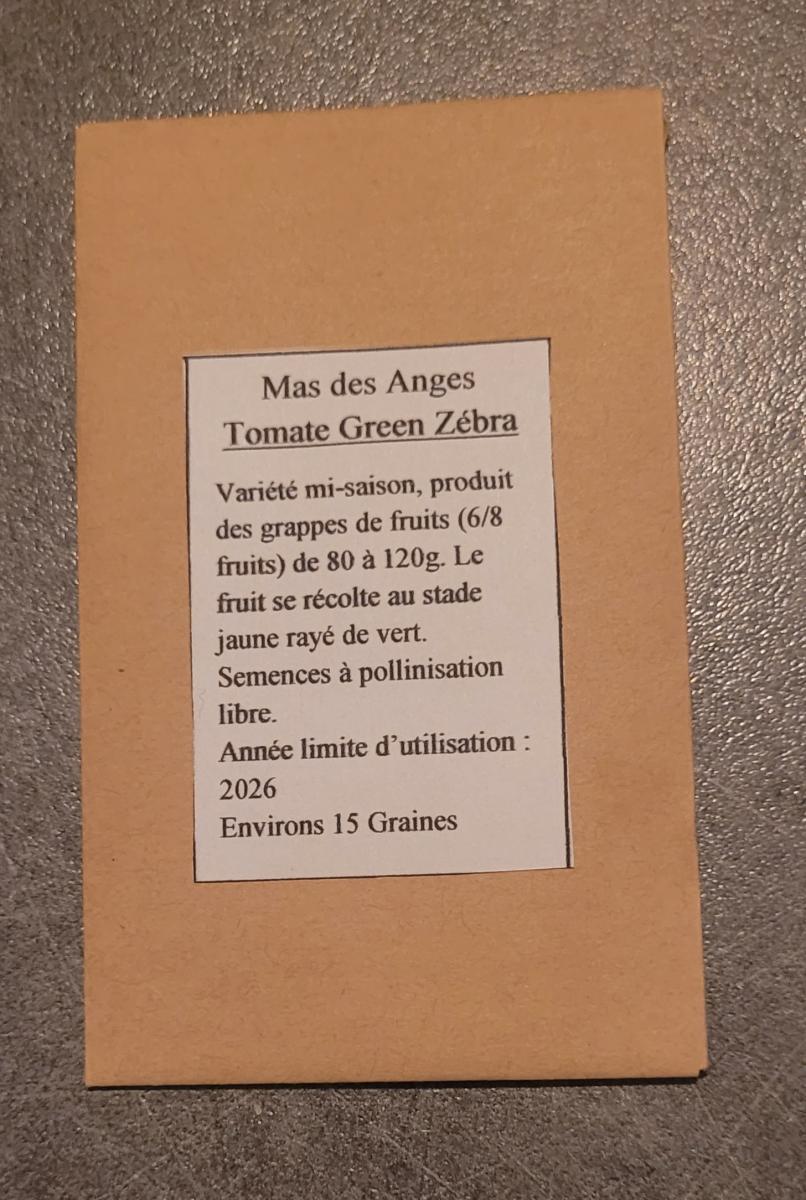 Mas des Anges
Tomate Green Zébra
Variété mi-saison, produit
des grappes de fruits (6/8
fruits) de 80 à 120g. Le
fruit se récolte au stade
jaune rayé de vert.
Semences à pollinisation
libre.
Année limite d’utilisation :
2026
Environs 15 Graines